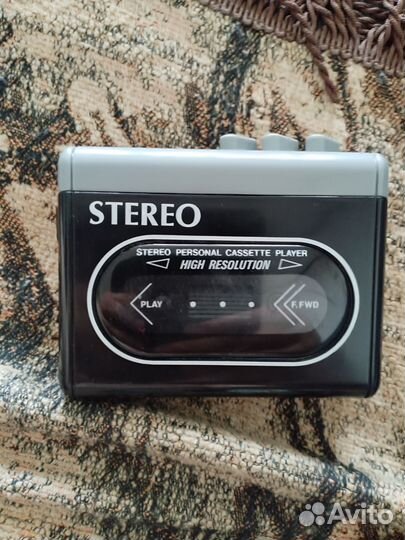 STEREO
STEREO PERSONAL CASSETTE PLAYER
HIGH RESOLUTION
PLAY
F.FWD
Avito